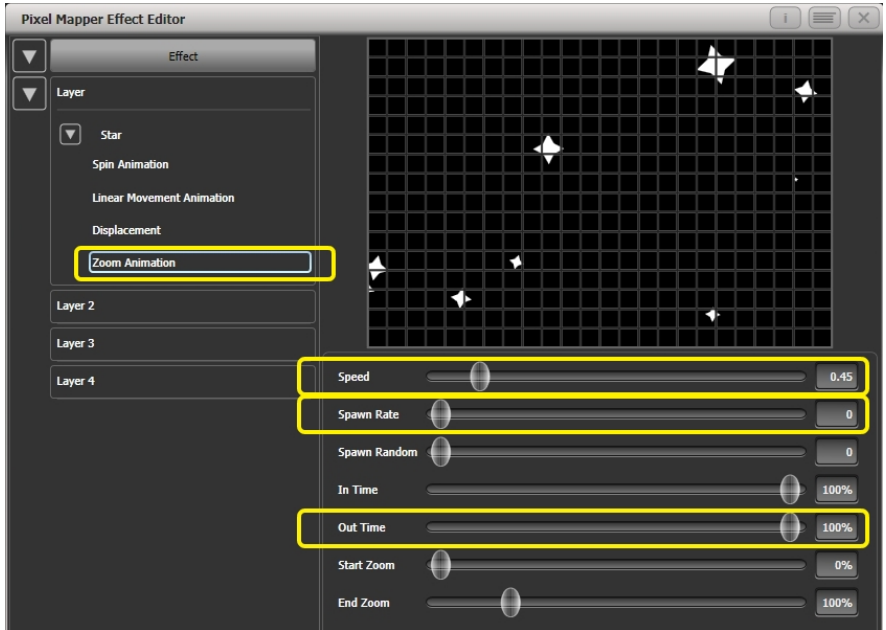 Pixel Mapper Effect Editor
i
Effect
Layer
Star
Spin Animation
Linear Movement Animation
Displacement
Zoom Animation
Layer 2
Layer 3
Layer 4
Speed 0.45
Spawn Rate 0
Spawn Random 0
In Time 100%
Out Time 100%
Start Zoom 0%
End Zoom 100%